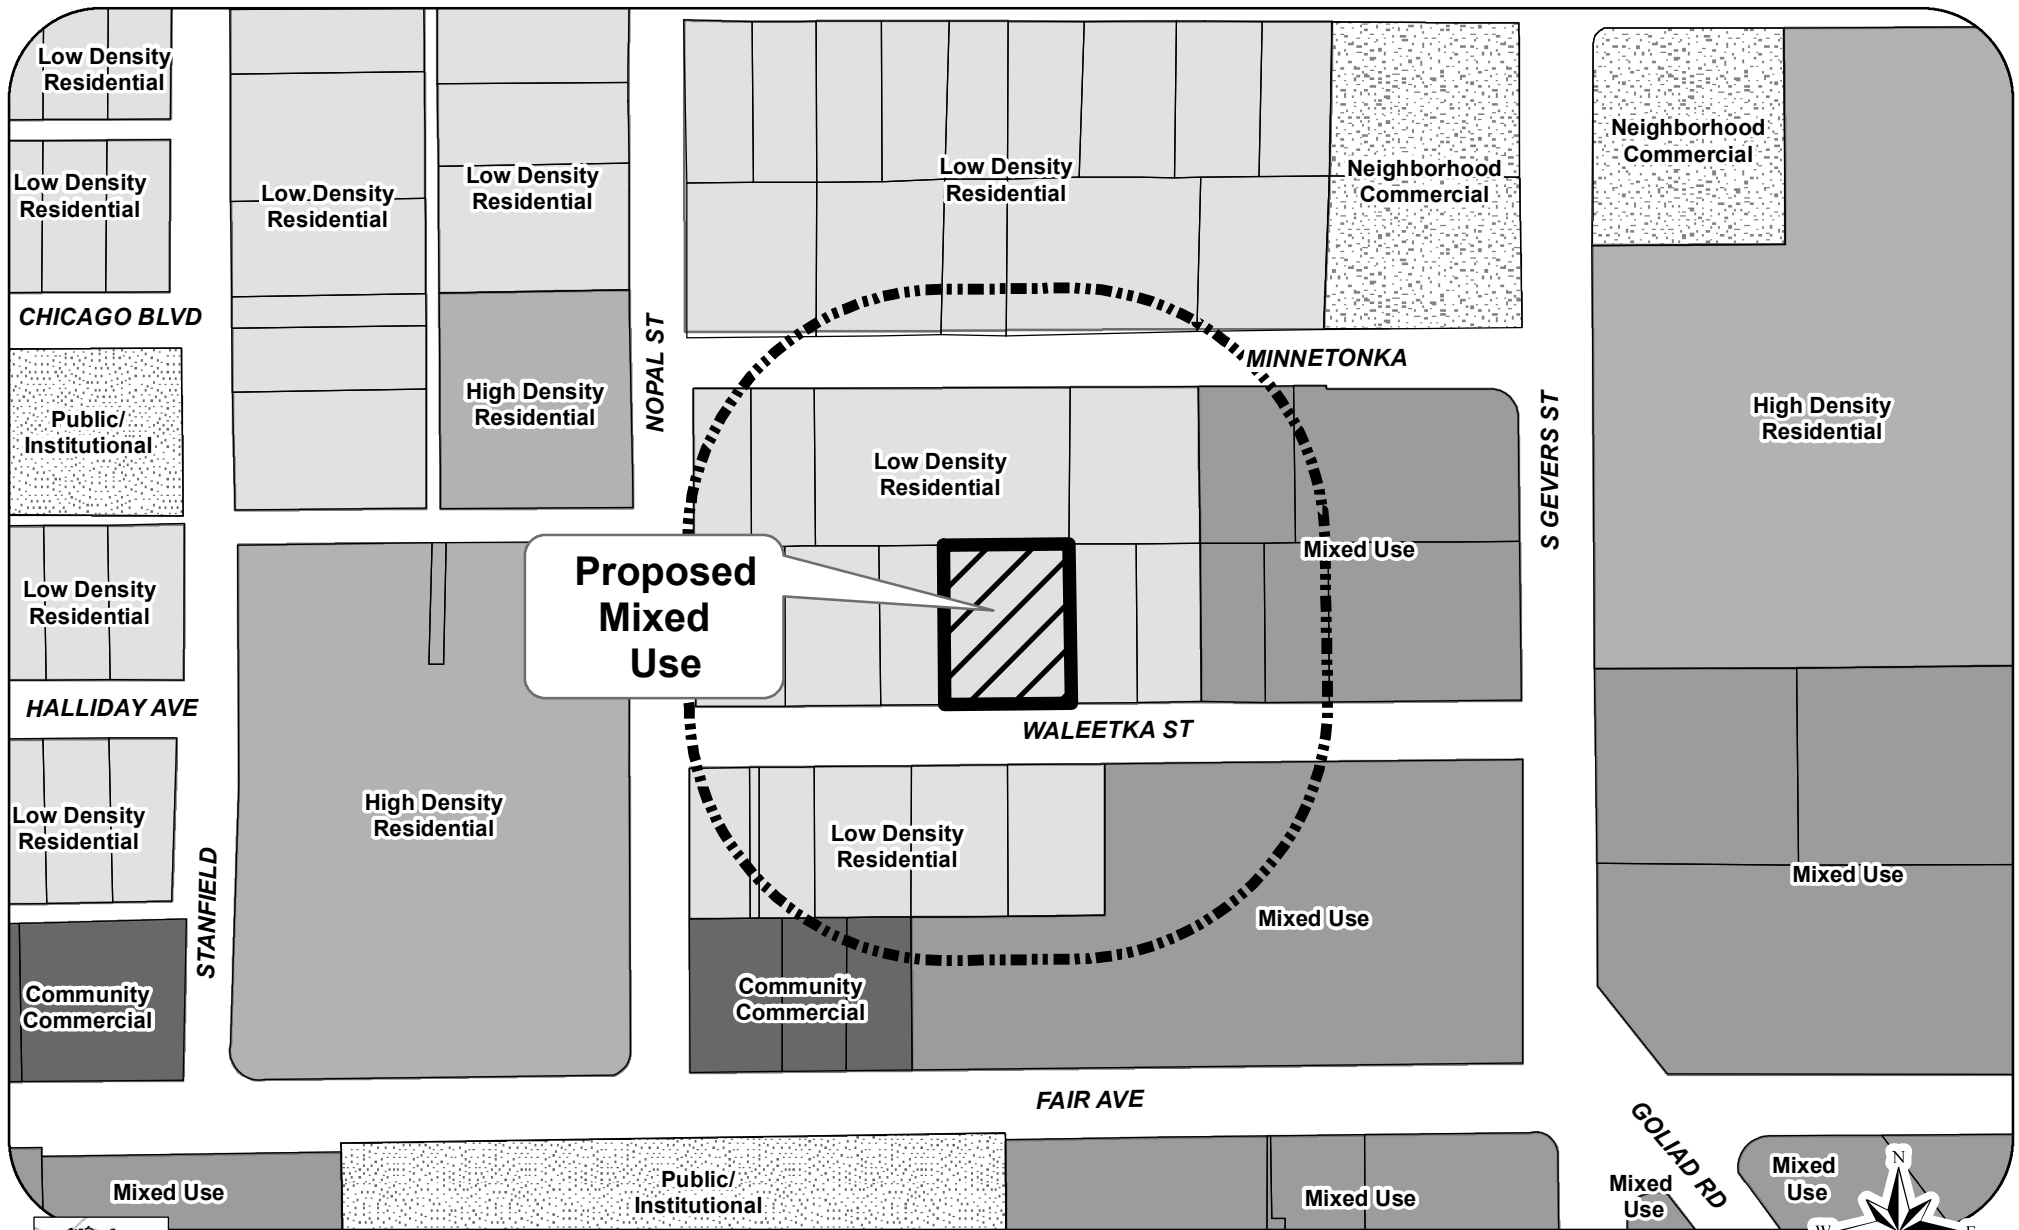 Low Density
Residential
Low Density
Residential
Low Density
Residential
Low Density
Residential
Low Density
Residential
Neighborhood
Commercial
Neighborhood
Commercial
CHICAGO BLVD
Public/
Institutional
High Density
Residential
NOPAL ST
MINNETONKA
Low Density
Residential
S GEVERS ST
High Density
Residential
Mixed Use
Proposed
Mixed
Use
Low Density
Residential
HALLIDAY AVE
WALEETKA ST
Low Density
Residential
High Density
Residential
Low Density
Residential
Mixed Use
Mixed Use
STANFIELD
Community
Commercial
Community
Commercial
FAIR AVE
GOLIAD RD
Mixed Use
Public/
Institutional
Mixed Use
Mixed
Use
Mixed
Use
N
W
E